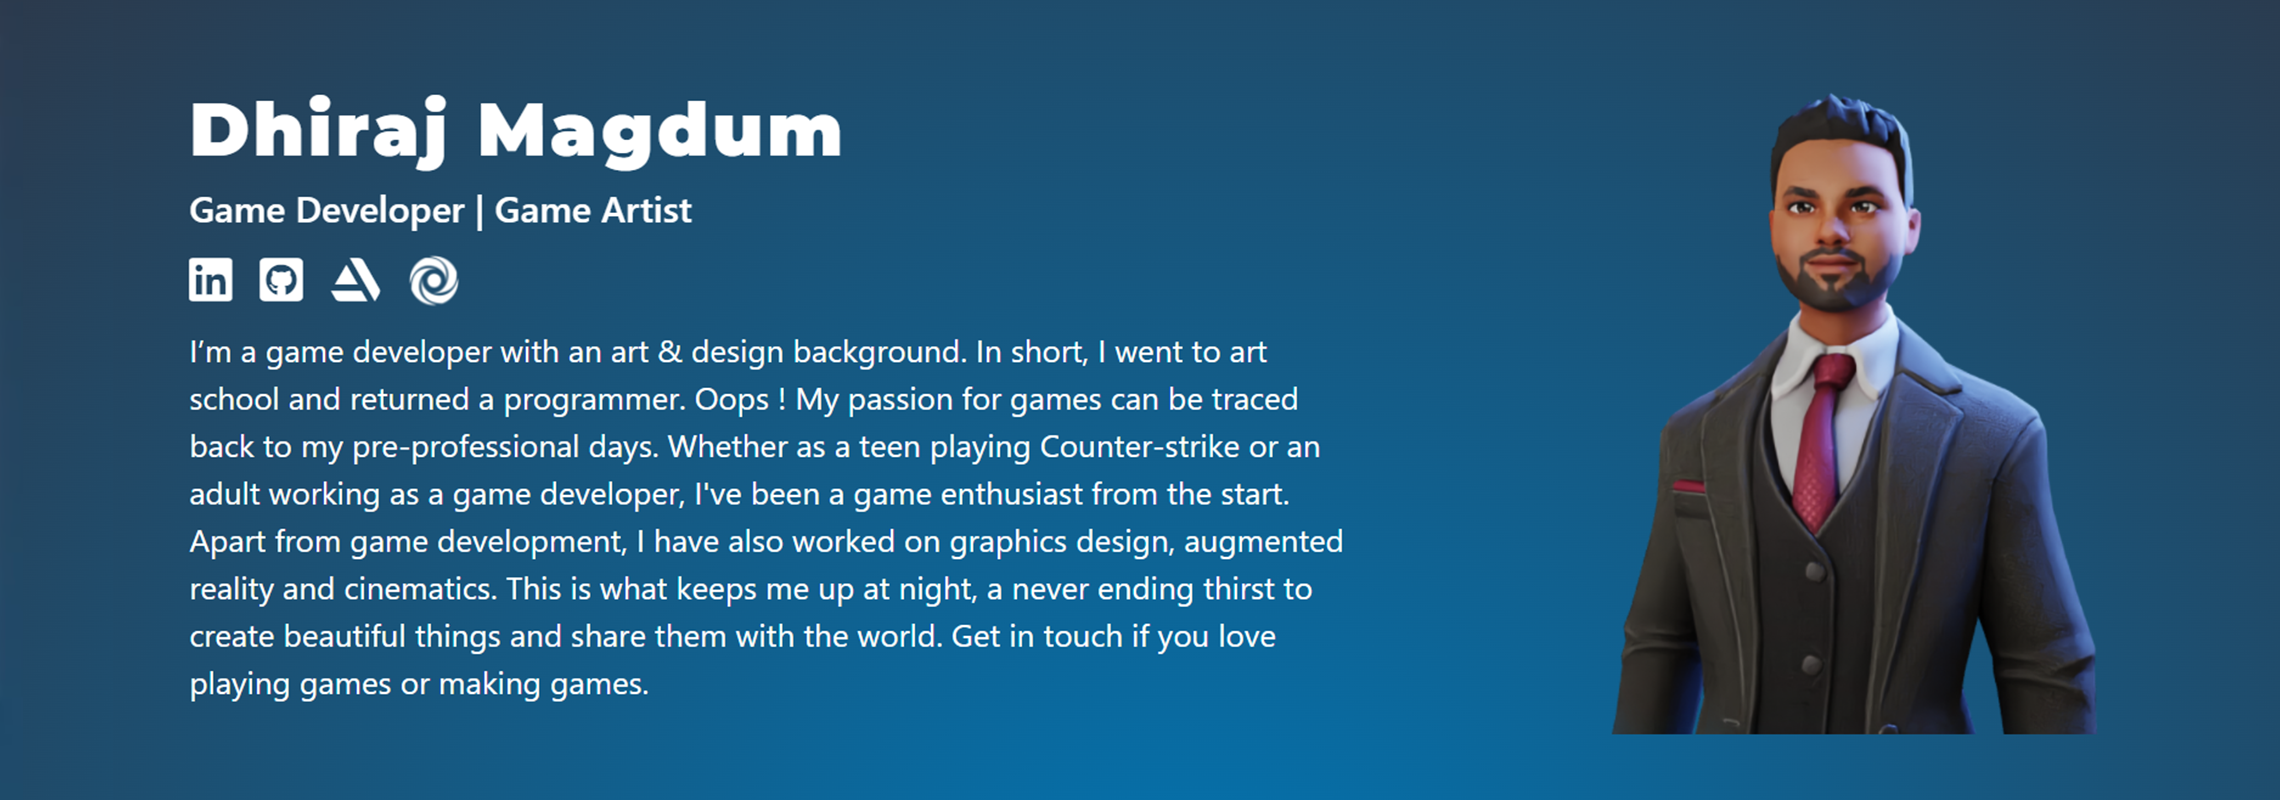 Dhiraj Magdum
Game Developer | Game Artist
in
I’m a game developer with an art & design background. In short, I went to art
school and returned a programmer. Oops ! My passion for games can be traced
back to my pre-professional days. Whether as a teen playing Counter-strike or an
adult working as a game developer, I've been a game enthusiast from the start.
Apart from game development, I have also worked on graphics design, augmented
reality and cinematics. This is what keeps me up at night, a never ending thirst to
create beautiful things and share them with the world. Get in touch if you love
playing games or making games.